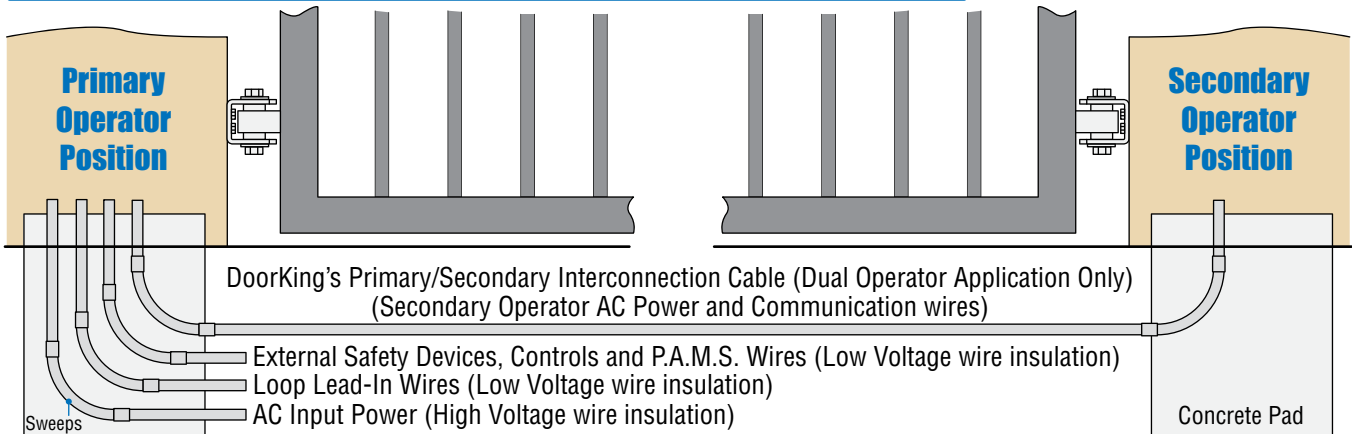 Primary
Operator
Position
Secondary
Operator
Position
DoorKing's Primary/Secondary Interconnection Cable (Dual Operator Application Only)
(Secondary Operator AC Power and Communication wires)
External Safety Devices, Controls and P.A.M.S. Wires (Low Voltage wire insulation)
Loop Lead-In Wires (Low Voltage wire insulation)
AC Input Power (High Voltage wire insulation)
Sweeps
Concrete Pad